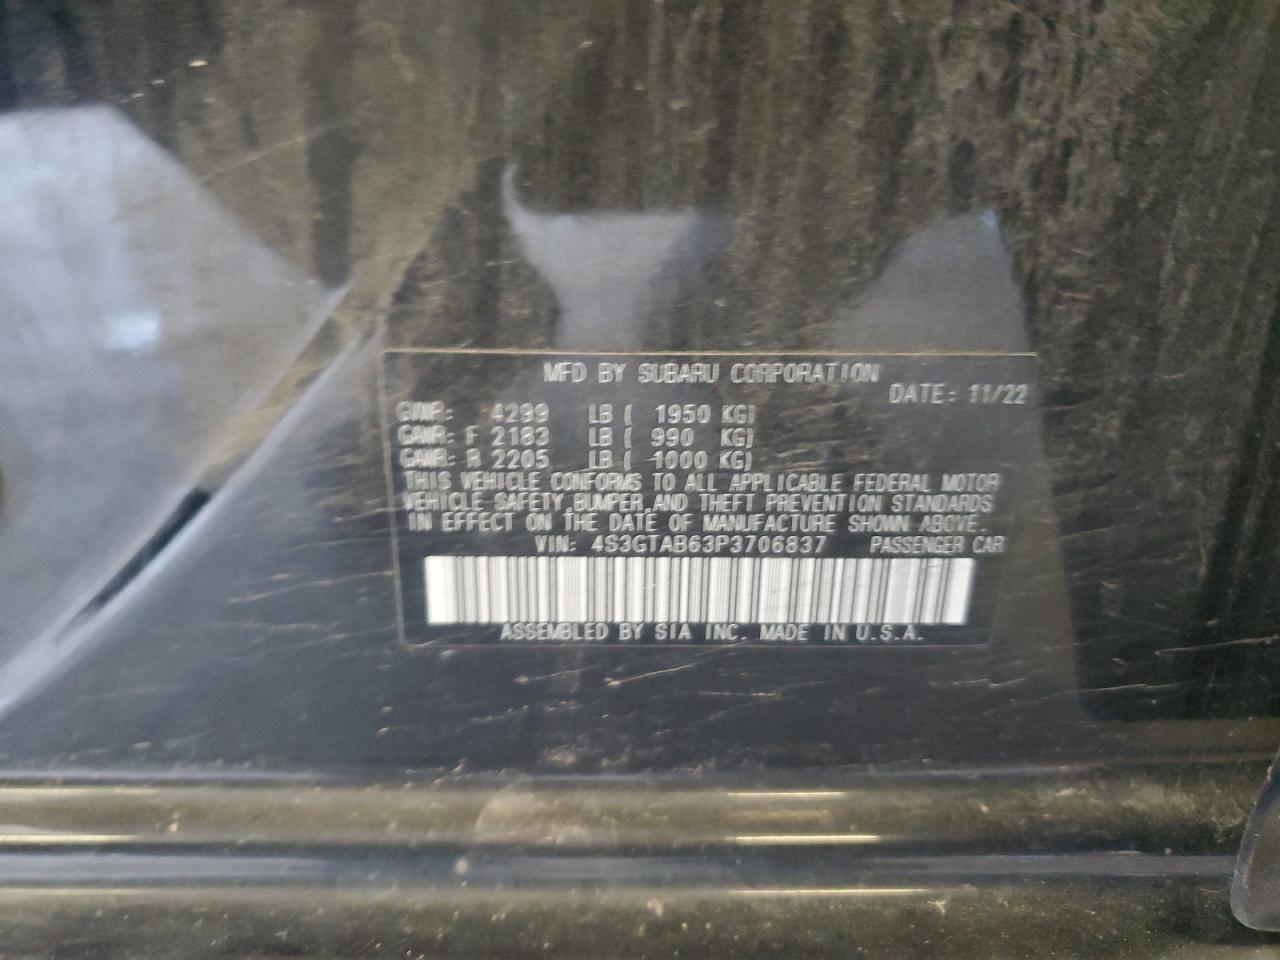 MFD BY SUBARU CORPORATION
DATE: 11/22
GVWR: 4299 LB ( 1950 KG)
GAWR: F 2183 LB ( 990 KG)
GAWR: R 2205 LB ( 1000 KG)
THIS VEHICLE CONFORMS TO ALL APPLICABLE FEDERAL MOTOR
VEHICLE SAFETY, BUMPER, AND THEFT PREVENTION STANDARDS
IN EFFECT ON THE DATE OF MANUFACTURE SHOWN ABOVE.
VIN: 4S3GTAB63P3706837 PASSENGER CAR
ASSEMBLED BY SIA INC. MADE IN U.S.A.